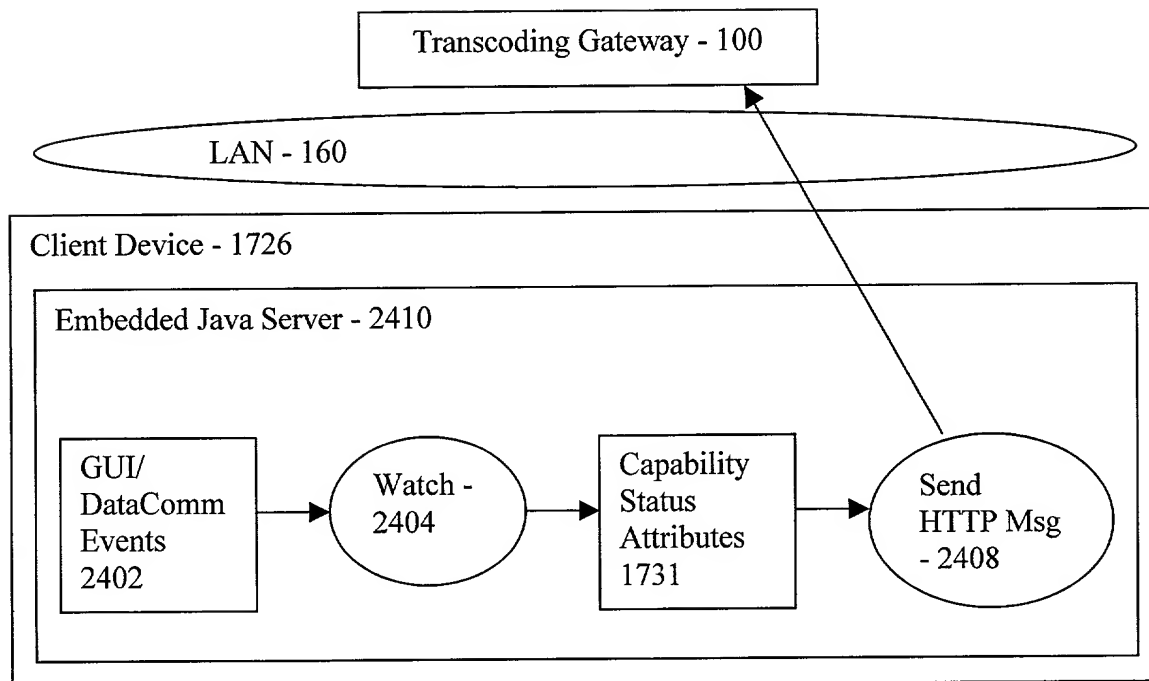 Transcoding Gateway - 100
LAN - 160
Client Device - 1726
Embedded Java Server - 2410
GUI/
DataComm
Events
2402
Watch -
2404
Capability
Status
Attributes
1731
Send
HTTP Msg
- 2408